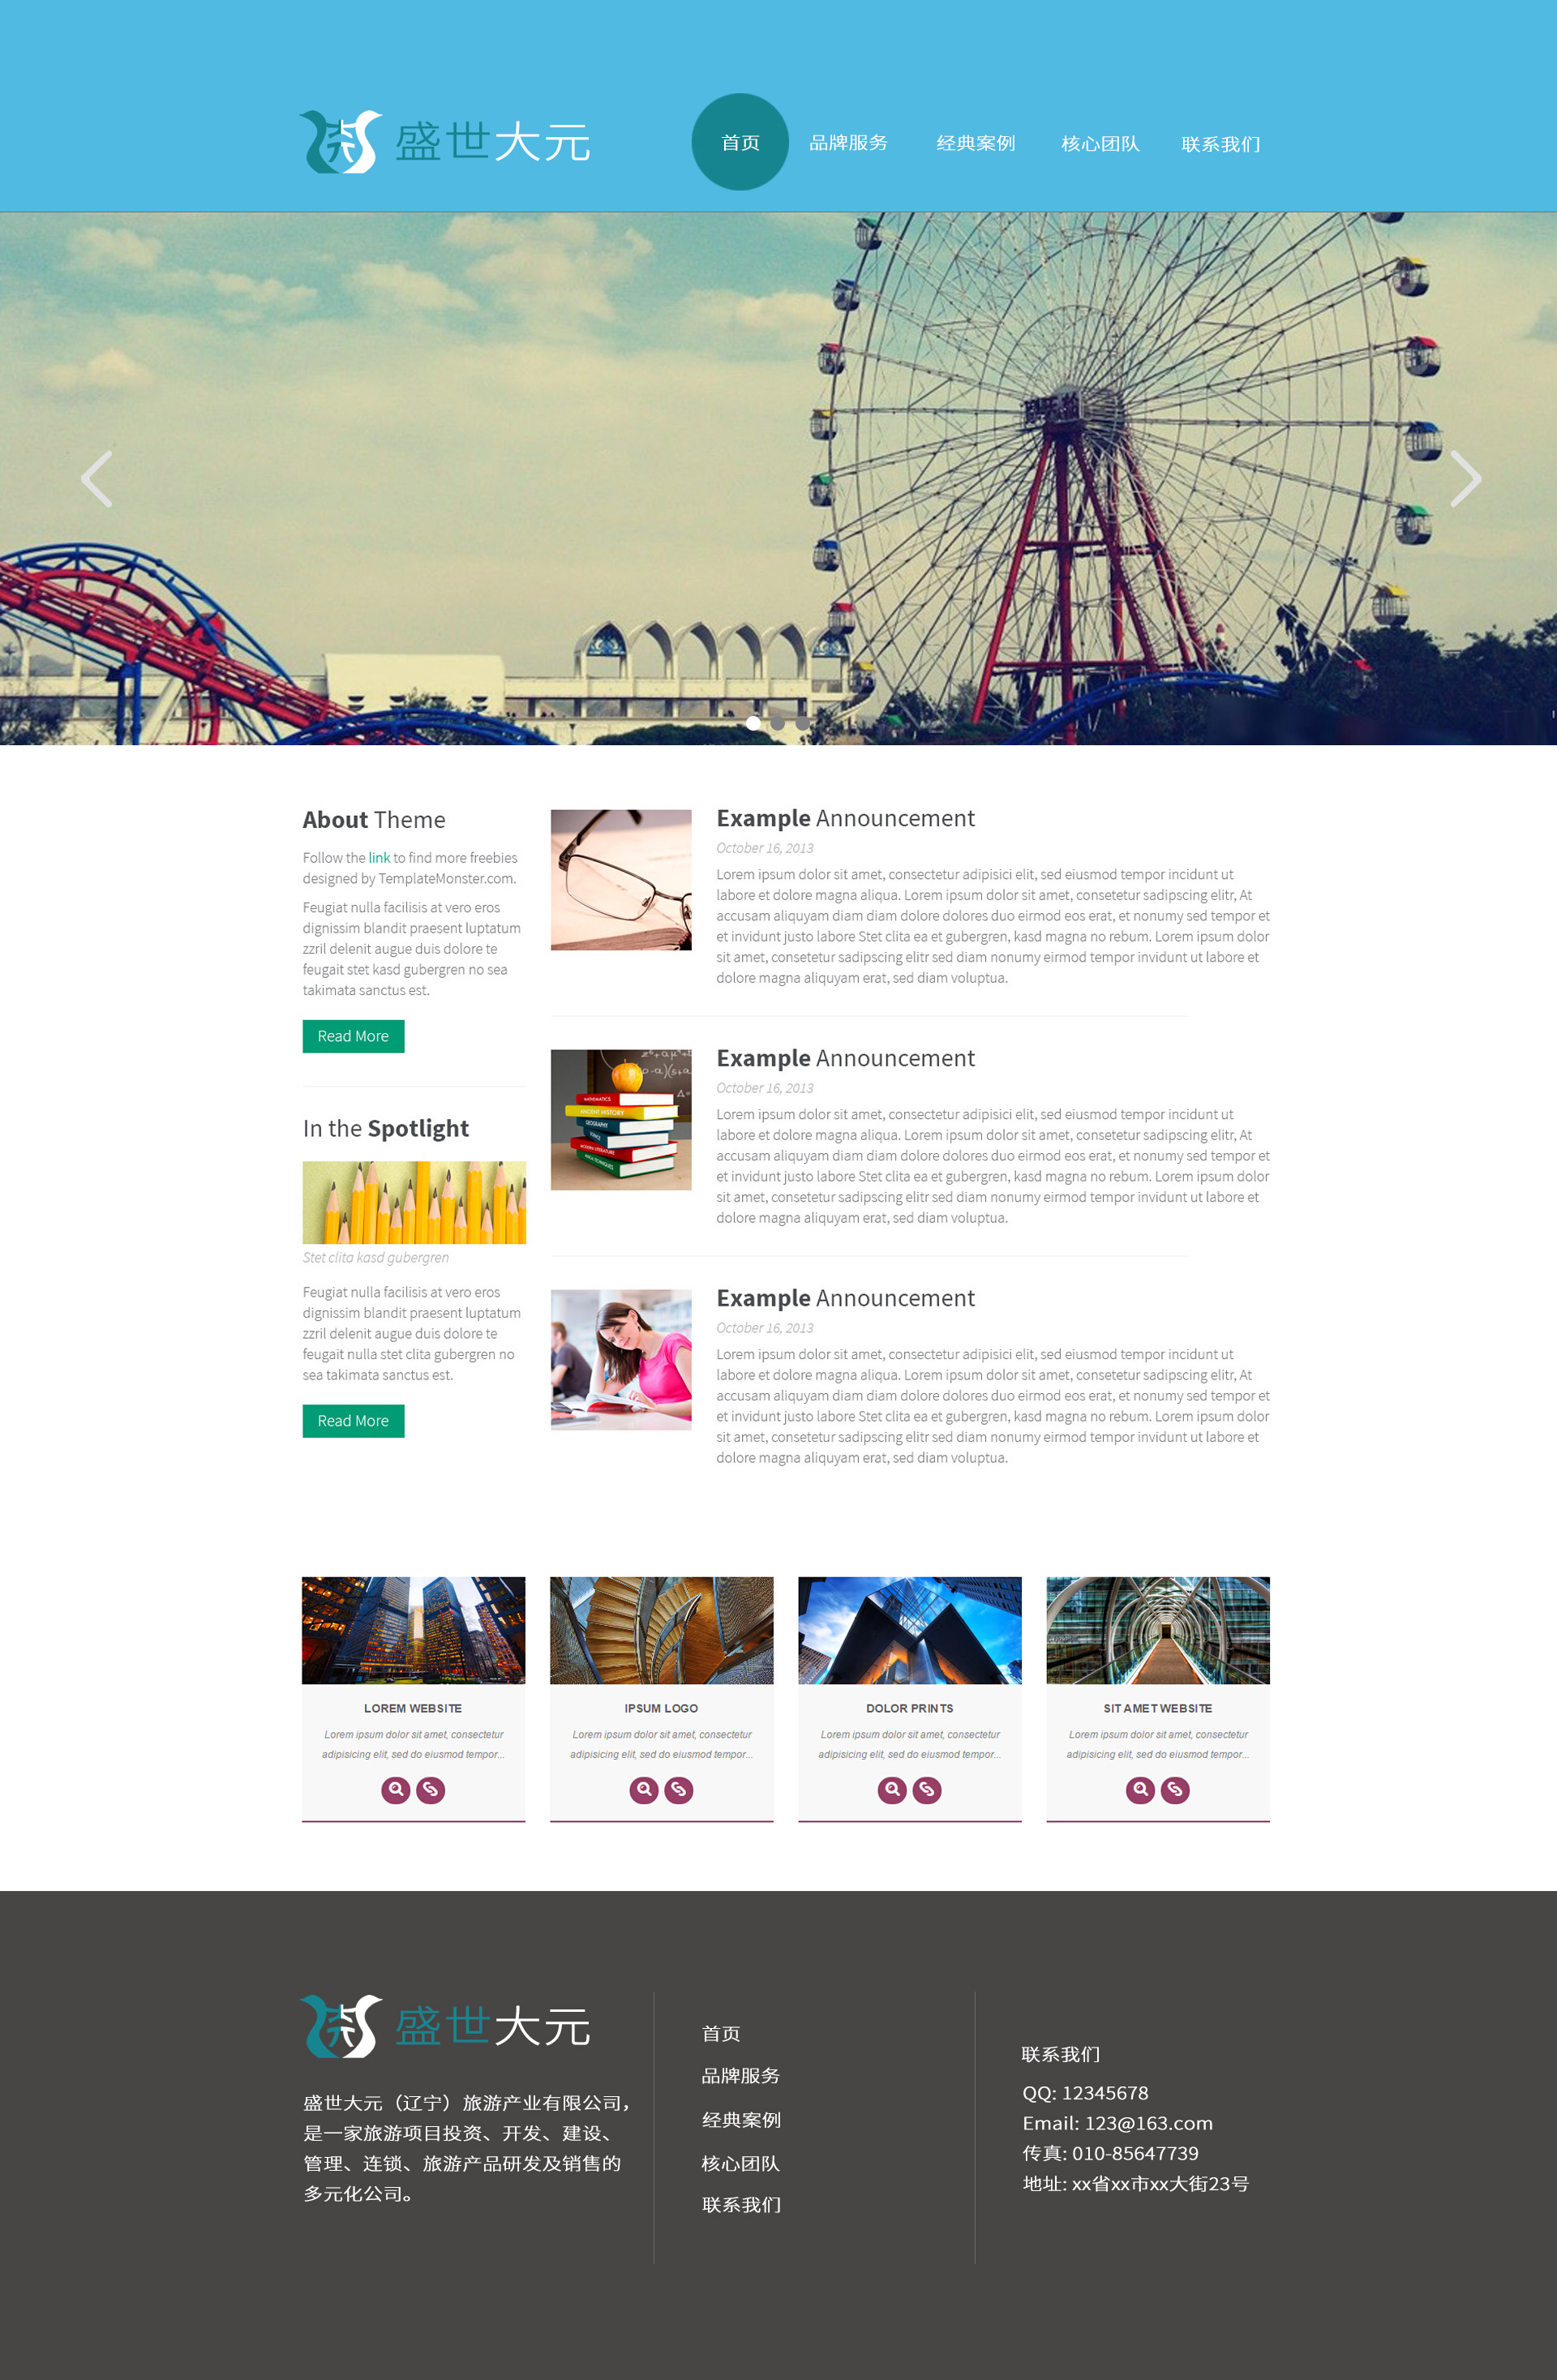 盛世大元
首页
品牌服务
经典案例
核心团队
联系我们
About Theme
Follow the link to find more freebies
designed by TemplateMonster.com.
Feugiat nulla facilisis at vero eros
dignissim blandit praesent luptatum
zzril delenit augue duis dolore te
feugait stet kasd gubergren no sea
takimata sanctus est.
Read More
In the Spotlight
Stet clita kasd gubergren
Feugiat nulla facilisis at vero eros
dignissim blandit praesent luptatum
zzril delenit augue duis dolore te
feugait nulla stet clita gubergren no
sea takimata sanctus est.
Read More
Example Announcement
October 16, 2013
Lorem ipsum dolor sit amet, consectetur adipisici elit, sed eiusmod tempor incidunt ut
labore et dolore magna aliqua. Lorem ipsum dolor sit amet, consetetur sadipscing elitr, At
accusam aliquyam diam diam dolore dolores duo eirmod eos erat, et nonumy sed tempor et
et invidunt justo labore Stet clita ea et gubergren, kasd magna no rebum. Lorem ipsum dolor
sit amet, consetetur sadipscing elitr sed diam nonumy eirmod tempor invidunt ut labore et
dolore magna aliquyam erat, sed diam voluptua.
MATHEMATICS
ANCIENT HISTORY
GEOGRAPHY
MODERN LITERATURE
Example Announcement
October 16, 2013
Lorem ipsum dolor sit amet, consectetur adipisici elit, sed eiusmod tempor incidunt ut
labore et dolore magna aliqua. Lorem ipsum dolor sit amet, consetetur sadipscing elitr, At
accusam aliquyam diam diam dolore dolores duo eirmod eos erat, et nonumy sed tempor et
et invidunt justo labore Stet clita ea et gubergren, kasd magna no rebum. Lorem ipsum dolor
sit amet, consetetur sadipscing elitr sed diam nonumy eirmod tempor invidunt ut labore et
dolore magna aliquyam erat, sed diam voluptua.
Example Announcement
October 16, 2013
Lorem ipsum dolor sit amet, consectetur adipisici elit, sed eiusmod tempor incidunt ut
labore et dolore magna aliqua. Lorem ipsum dolor sit amet, consetetur sadipscing elitr, At
accusam aliquyam diam diam dolore dolores duo eirmod eos erat, et nonumy sed tempor et
et invidunt justo labore Stet clita ea et gubergren, kasd magna no rebum. Lorem ipsum dolor
sit amet, consetetur sadipscing elitr sed diam nonumy eirmod tempor invidunt ut labore et
dolore magna aliquyam erat, sed diam voluptua.
LOREM WEBSITE
Lorem ipsum dolor sit amet, consectetur
adipisicing elit, sed do eiusmod tempor...
IPSUM LOGO
Lorem ipsum dolor sit amet, consectetur
adipisicing elit, sed do eiusmod tempor...
DOLOR PRINTS
Lorem ipsum dolor sit amet, consectetur
adipisicing elit, sed do eiusmod tempor...
SIT AMET WEBSITE
Lorem ipsum dolor sit amet, consectetur
adipisicing elit, sed do eiusmod tempor...
盛世大元
盛世大元（辽宁）旅游产业有限公司，
是一家旅游项目投资、开发、建设、
管理、连锁、旅游产品研发及销售的
多元化公司。
首页
品牌服务
经典案例
核心团队
联系我们
联系我们
QQ: 12345678
Email: 123@163.com
传真: 010-85647739
地址: xx省xx市xx大街23号